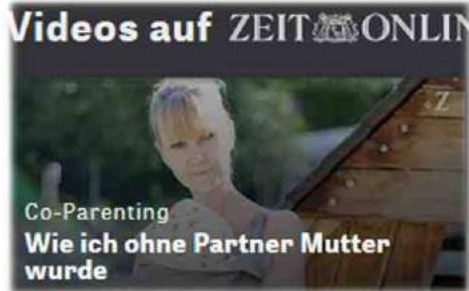 Videos auf ZEIT ONLIN
Z
Co-Parenting
Wie ich ohne Partner Mutter
wurde